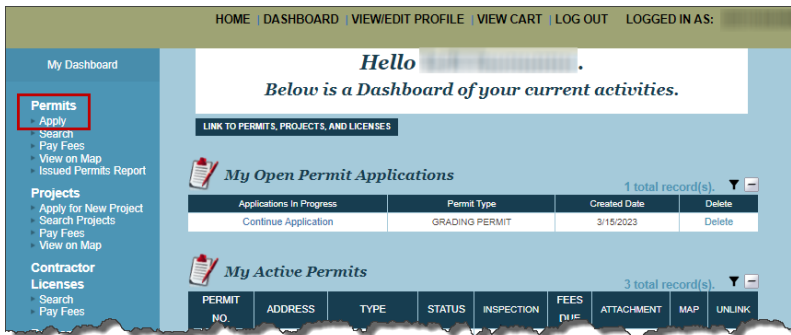 HOME | DASHBOARD | VIEW/EDIT PROFILE | VIEW CART | LOG OUT LOGGED IN AS:
My Dashboard
Permits
Apply
Search
Pay Fees
View on Map
Issued Permits Report
Projects
Apply for New Project
Search Projects
Pay Fees
View on Map
Contractor
Licenses
Search
Pay Fees
Hello .
Below is a Dashboard of your current activities.
LINK TO PERMITS, PROJECTS, AND LICENSES
My Open Permit Applications
1 total record(s).
Applications In Progress Permit Type Created Date Delete
Continue Application GRADING PERMIT 3/15/2023 Delete
My Active Permits
3 total record(s).
PERMIT NO. ADDRESS TYPE STATUS INSPECTION FEES DUE ATTACHMENT MAP UNLINK